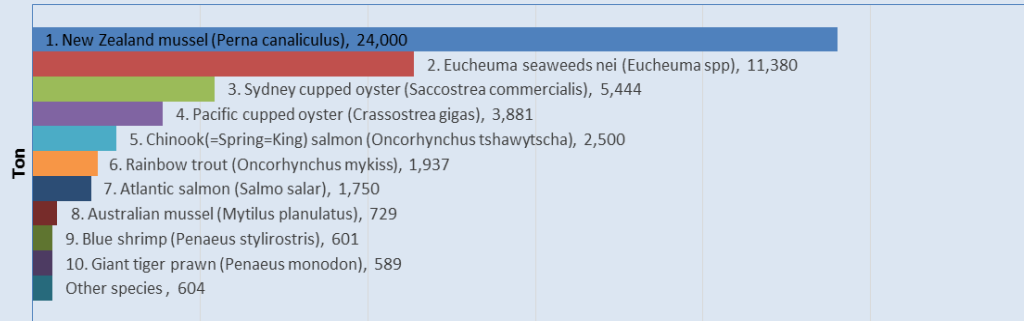 1. New Zealand mussel (Perna canaliculus), 24,000
2. Eucheuma seaweeds nei (Eucheuma spp), 11,380
3. Sydney cupped oyster (Saccostrea commercialis), 5,444
4. Pacific cupped oyster (Crassostrea gigas), 3,881
5. Chinook(=Spring=King) salmon (Oncorhynchus tshawytscha), 2,500
6. Rainbow trout (Oncorhynchus mykiss), 1,937
7. Atlantic salmon (Salmo salar), 1,750
8. Australian mussel (Mytilus planulatus), 729
9. Blue shrimp (Penaeus stylirostris), 601
10. Giant tiger prawn (Penaeus monodon), 589
Other species , 604
Ton